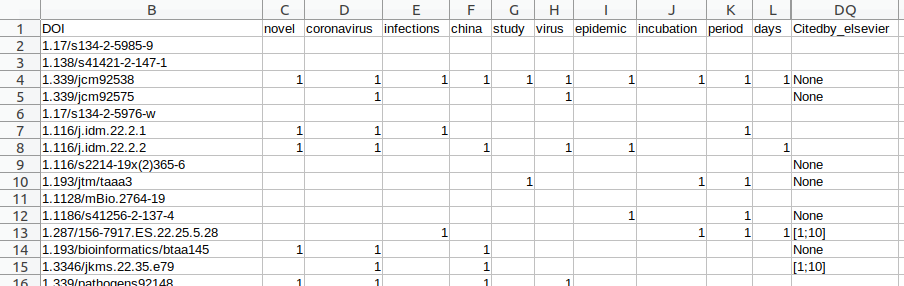 B C D E F G H I J K L DQ
1 DOI novel coronavirus infections china study virus epidemic incubation period days Citedby_elsevier
2 1.17/s134-2-5985-9
3 1.138/s41421-2-147-1
4 1.339/jcm92538 1 1 1 1 1 1 1 1 1 1 None
5 1.339/jcm92575 1 1 None
6 1.17/s134-2-5976-w
7 1.116/j.idm.22.2.1 1 1 1 1
8 1.116/j.idm.22.2.2 1 1 1 1 1 1
9 1.116/s2214-19x(2)365-6 None
10 1.193/jtm/taaa3 1 1 1 None
11 1.1128/mBio.2764-19
12 1.1186/s41256-2-137-4 1 1 None
13 1.287/156-7917.ES.22.25.5.28 1 1 1 1 [1;10]
14 1.193/bioinformatics/btaa145 1 1 1 None
15 1.3346/jkms.22.35.e79 1 1 [1;10]
16 1.339/pathogens92148 1 1 1 1